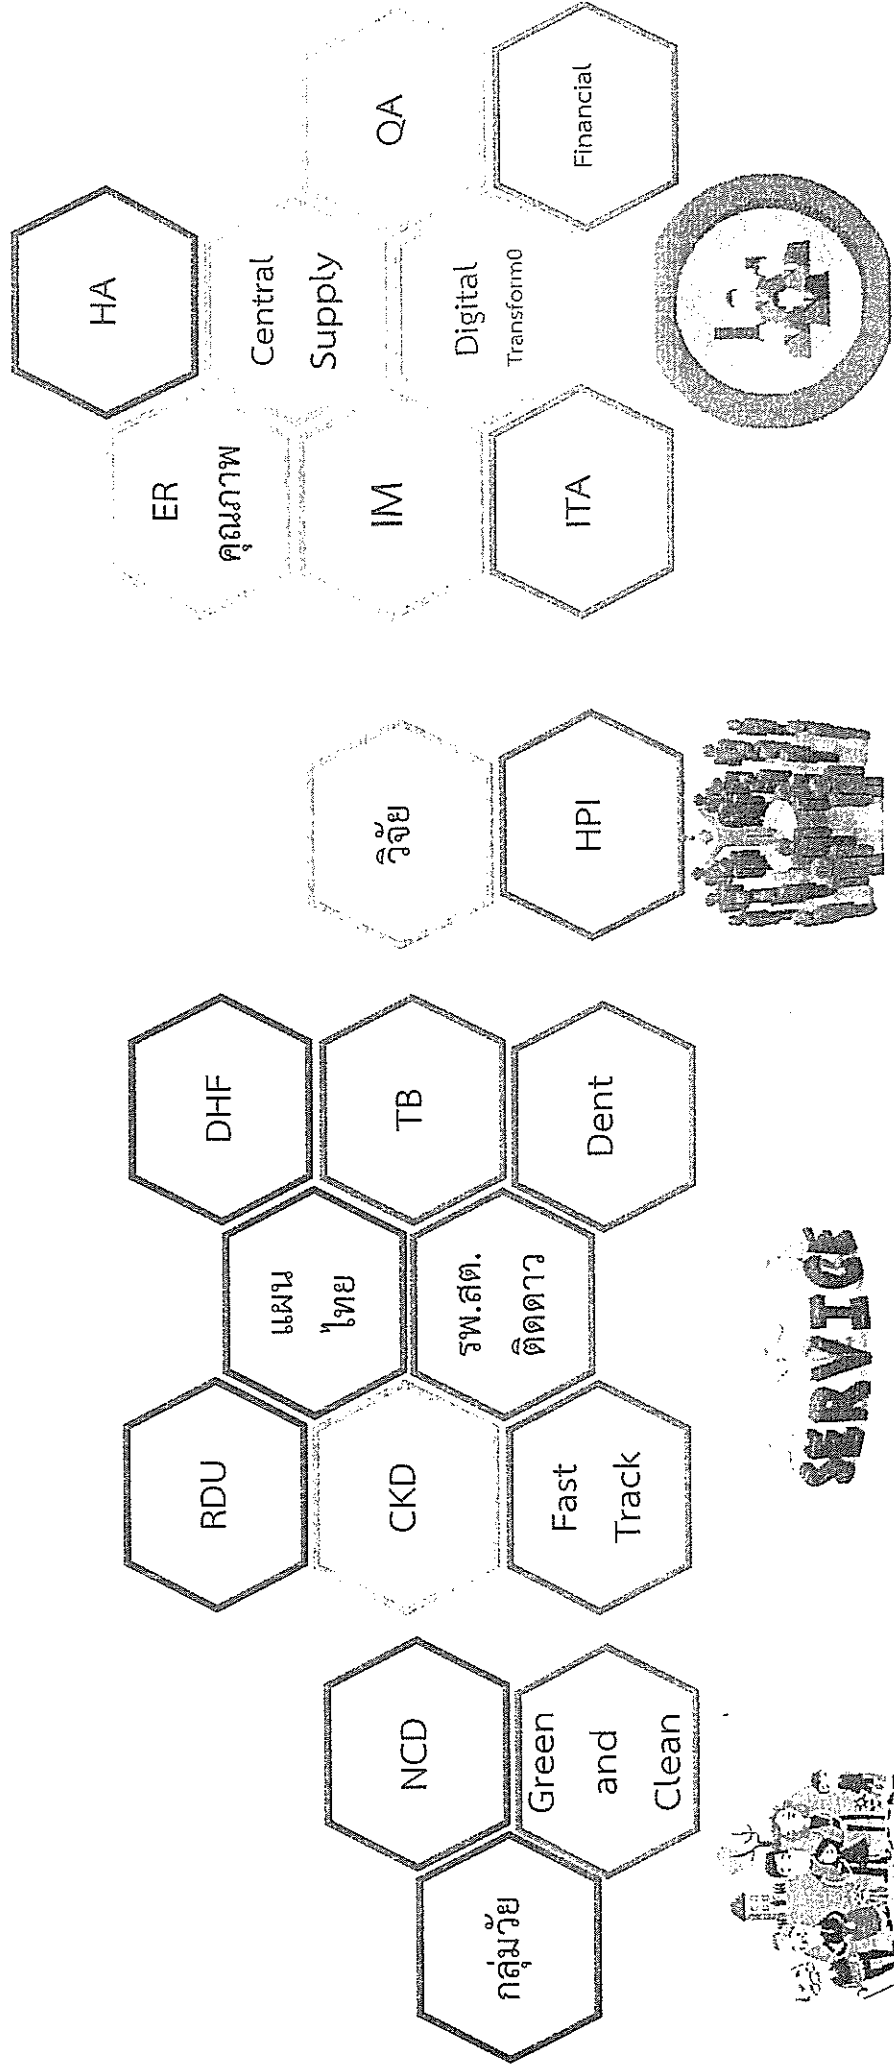 กลุ่มวัย
NCD
Green
and
Clean
RDU
CKD
Fast
Track
แผน
ไทย
รพ.สต.
ติดดาว
DHF
TB
Dent
SERVICE
วิจัย
HPI
ER
คุณภาพ
IM
ITA
HA
Central
Supply
Digital
Transform0
QA
Financial